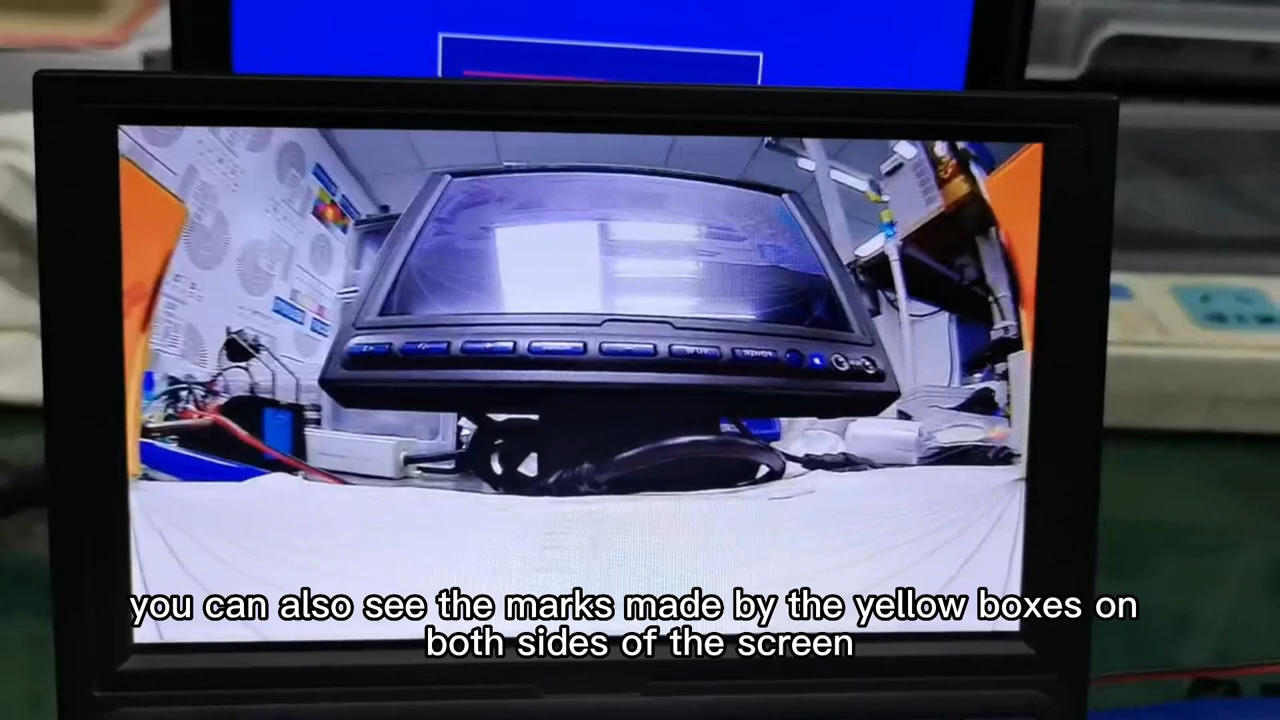 you can also see the marks made by the yellow boxes on
both sides of the screen